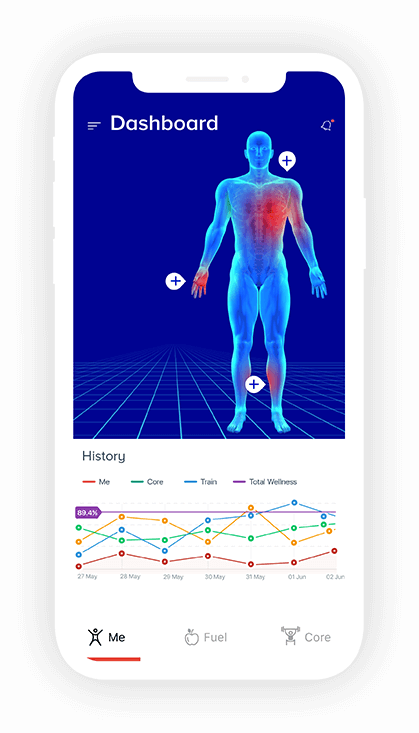 Dashboard
History
Me Core Train Total Wellness
89.4%
27 May 28 May 29 May 30 May 31 May 01 Jun 02 Jun
Me Fuel Core